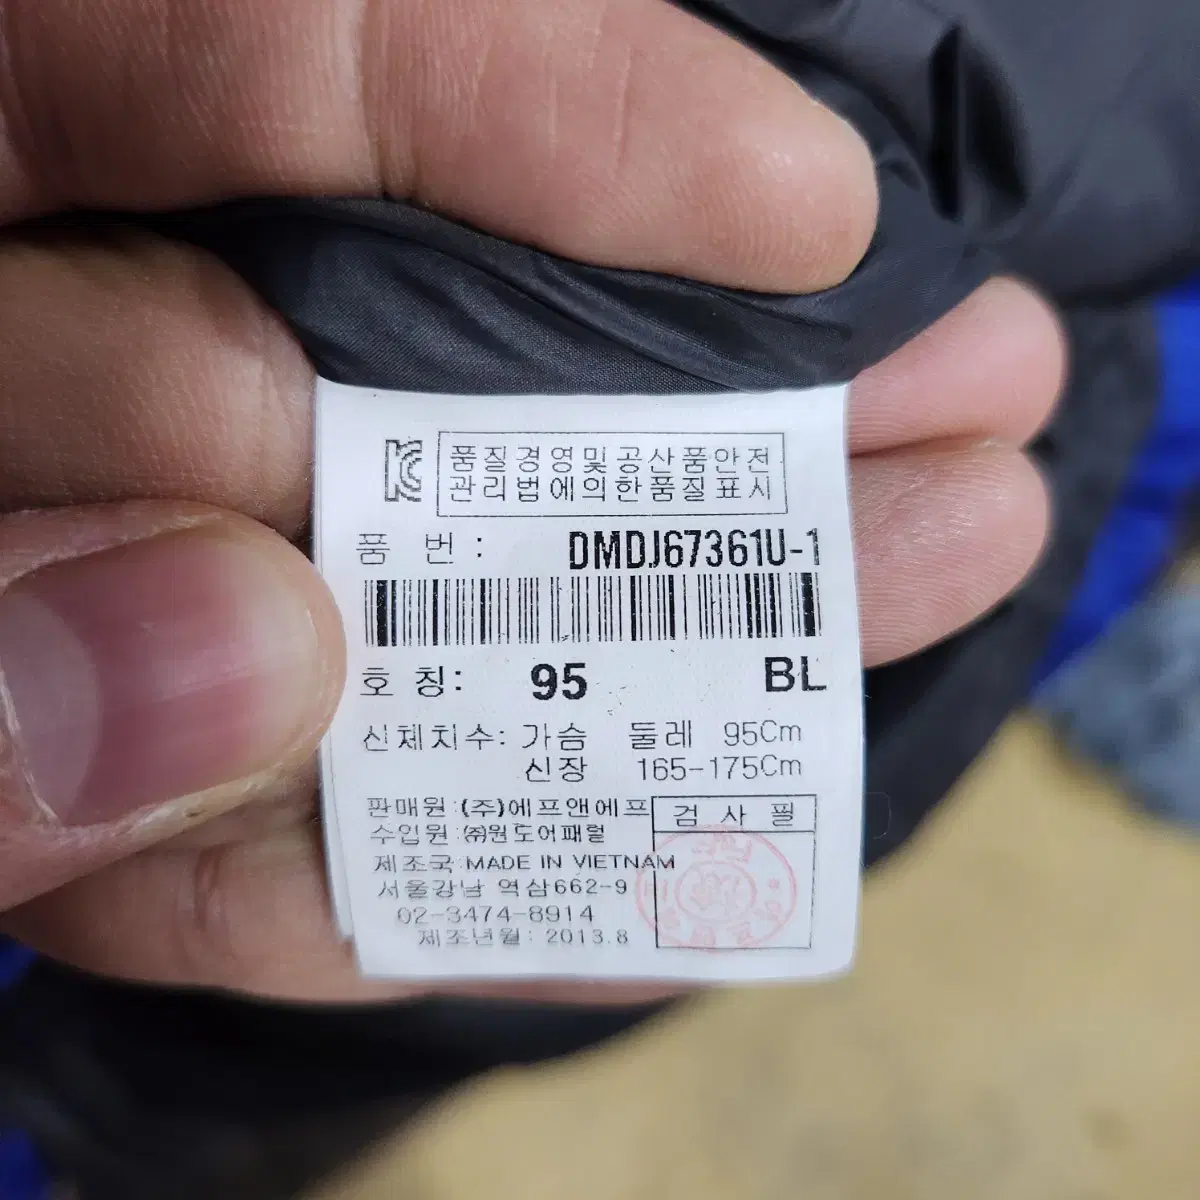 품질경영및공산품안전
관리법에의한품질표시
품 번 : DMDJ67361U-1
호 칭: 95 BL
신체치수: 가슴 둘레 95Cm
신장 165-175Cm
판매원:(주)에프앤에프
수입원:㈜원도어패럴
검 사 필
제조국:MADE IN VIETNAM
서울강남 역삼662-9
02-3474-8914
제조년월: 2013.8